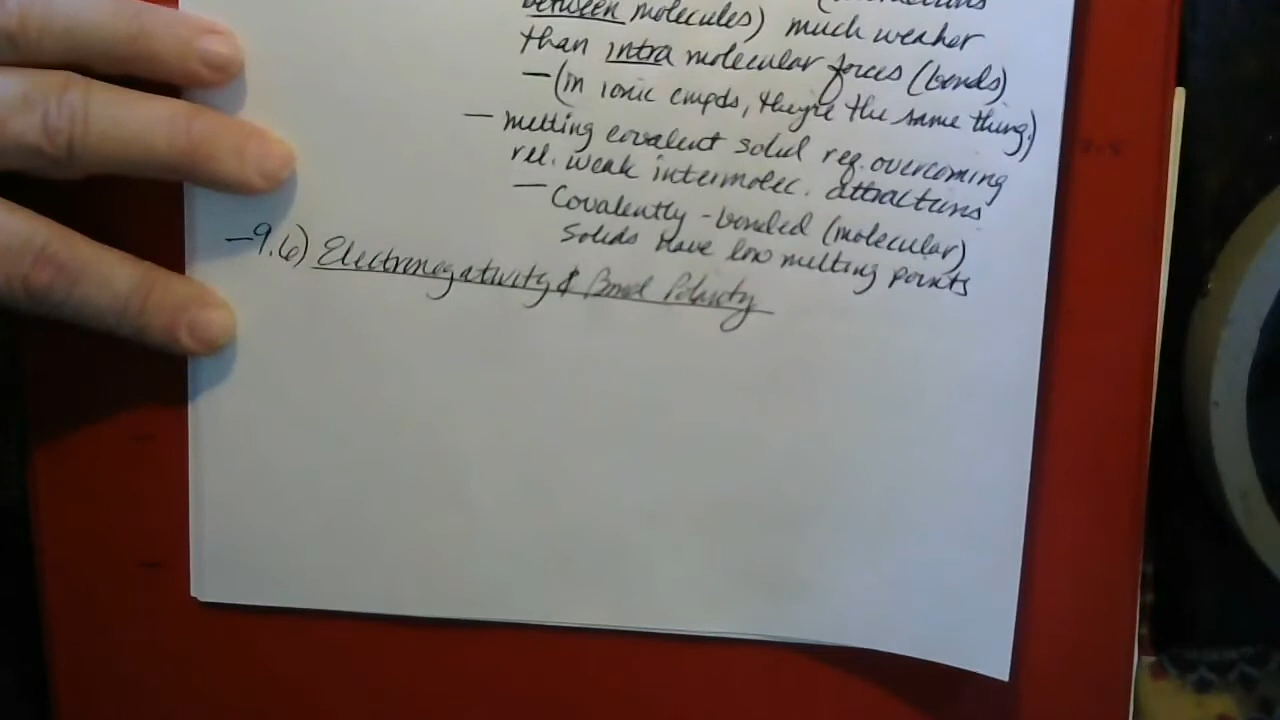 between molecules) much weaker
than intra molecular forces (bonds)
— (in ionic cmpds, they're the same thing.)
— melting covalent solid req. overcoming
rel. weak intermolec. attractions
— Covalently-bonded (molecular)
solids have low melting points
— 9.6) Electronegativity & Bond Polarity